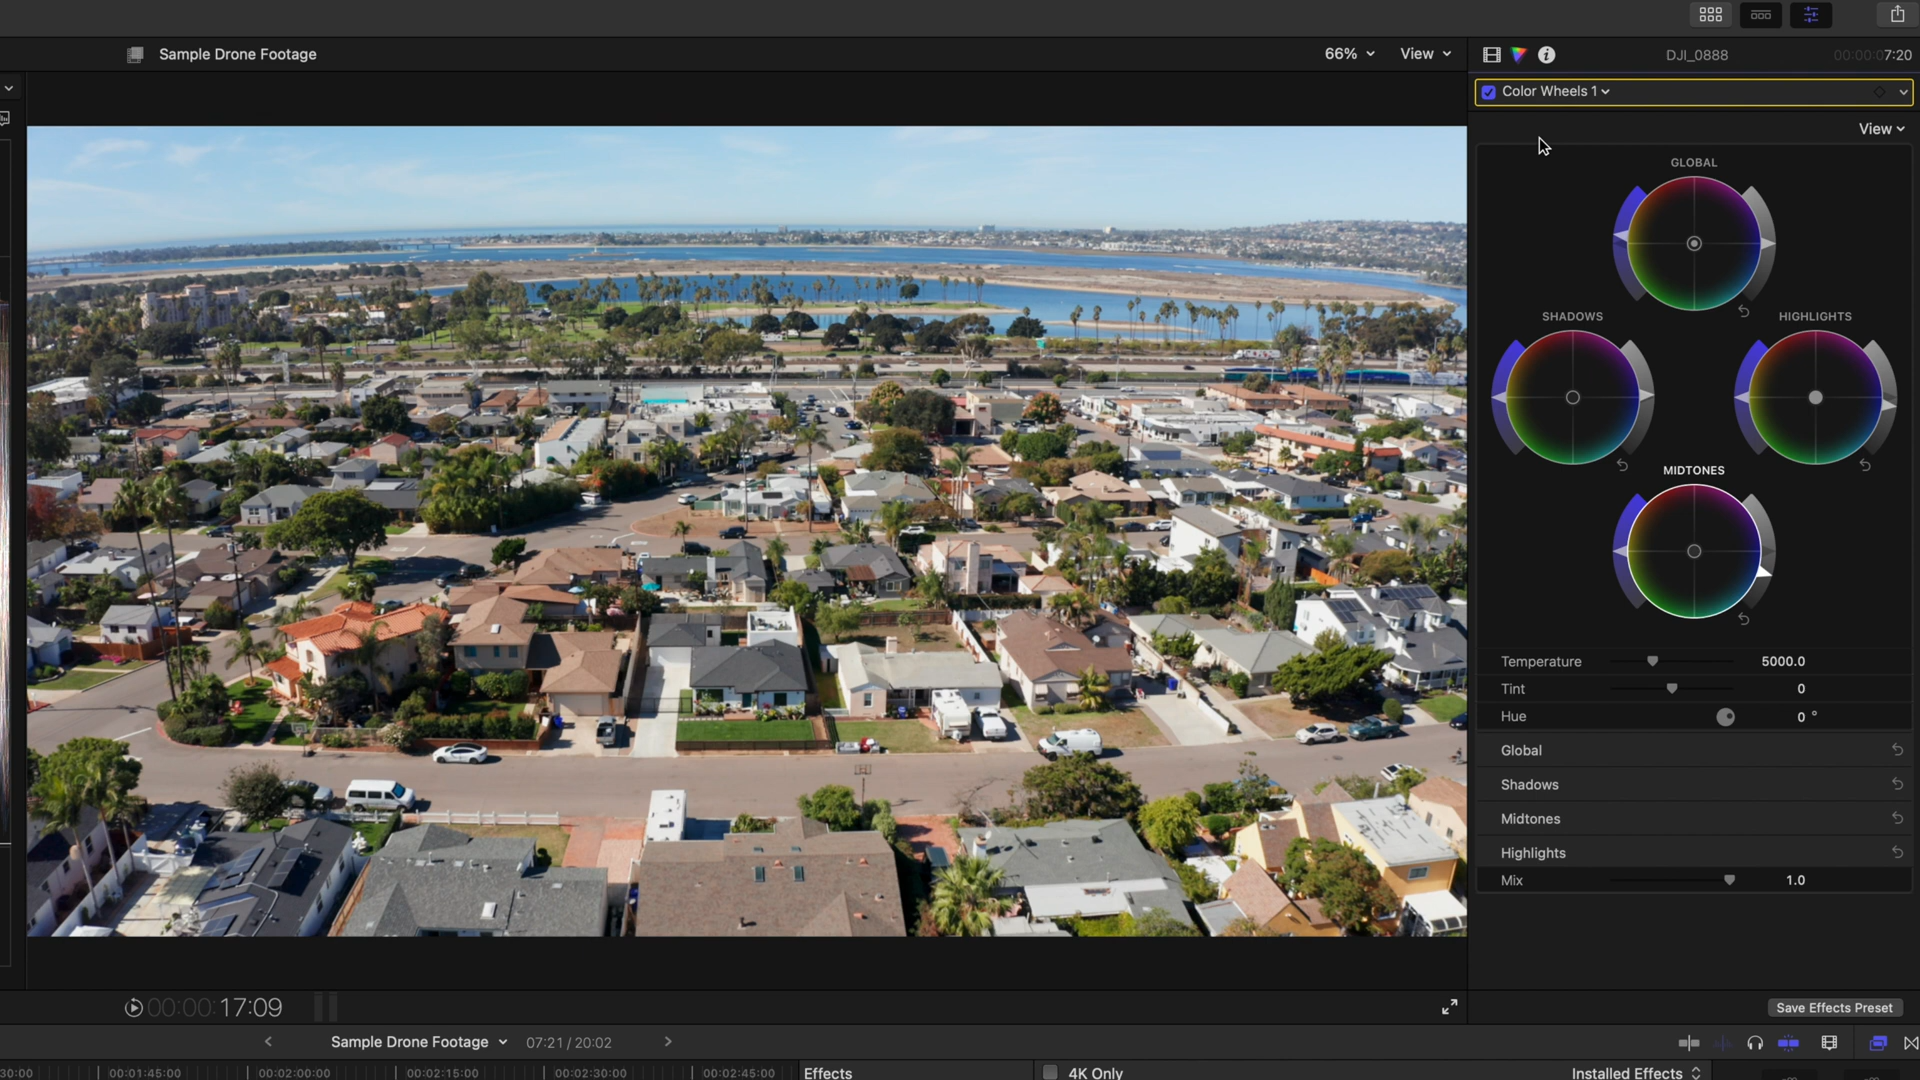 Sample Drone Footage
66%
View
DJI_0888
00:00:07:20
Color Wheels 1
View
GLOBAL
SHADOWS
HIGHLIGHTS
MIDTONES
Temperature 5000.0
Tint 0
Hue 0 °
Global
Shadows
Midtones
Highlights
Mix 1.0
00:00:17:09
Save Effects Preset
Sample Drone Footage
07:21 / 20:02
30:00 00:01:45:00 00:02:00:00 00:02:15:00 00:02:30:00 00:02:45:00
Effects
4K Only
Installed Effects